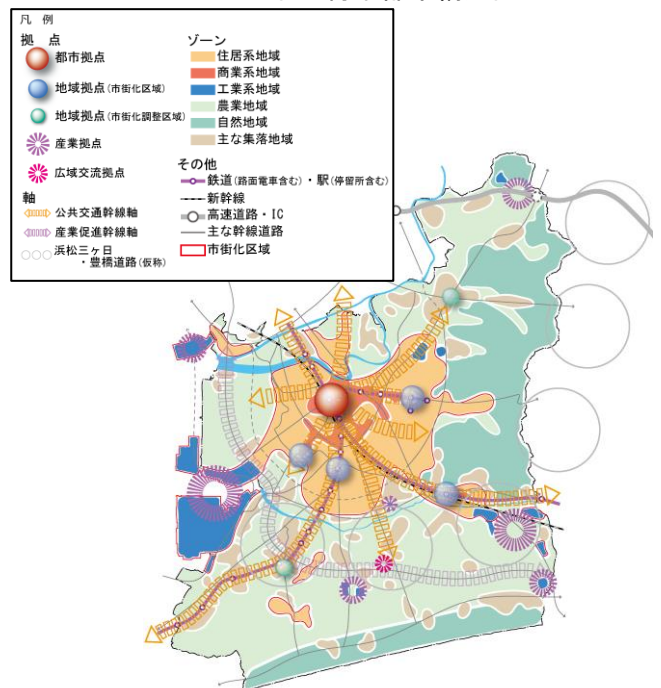 凡 例
拠 点
都市拠点
地域拠点(市街化区域)
地域拠点(市街化調整区域)
産業拠点
広域交流拠点
軸
公共交通幹線軸
産業促進幹線軸
浜松三ヶ日
・豊橋道路(仮称)
ゾーン
住居系地域
商業系地域
工業系地域
農業地域
自然地域
主な集落地域
その他
鉄道(路面電車含む)・駅(停留所含む)
新幹線
高速道路・IC
主な幹線道路
市街化区域